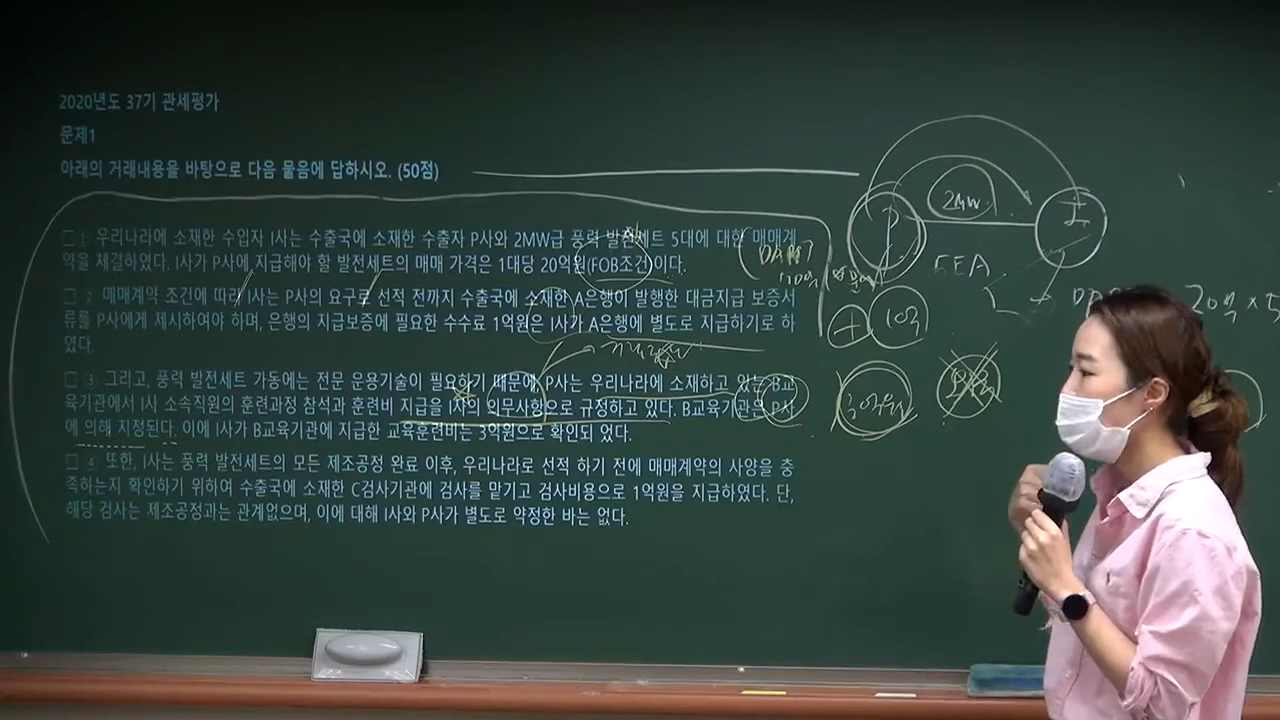 2020년도 37기 관세평가
문제1
아래의 거래내용을 바탕으로 다음 물음에 답하시오. (50점)
□ 1 우리나라에 소재한 수입자 I사는 수출국에 소재한 수출자 P사와 2MW급 풍력 발전세트 5대에 대한 매매계
약을 체결하였다. I사가 P사에 지급해야 할 발전세트의 매매 가격은 1대당 20억원(FOB조건)이다.
□ 2 매매계약 조건에 따라 I사는 P사의 요구로 선적 전까지 수출국에 소재한 A은행이 발행한 대금지급 보증서
류를 P사에게 제시하여야 하며, 은행의 지급보증에 필요한 수수료 1억원은 I사가 A은행에 별도로 지급하기로 하
였다.
□ 3 그리고, 풍력 발전세트 가동에는 전문 운용기술이 필요하기 때문에, P사는 우리나라에 소재하고 있는 B교
육기관에서 I사 소속직원의 훈련과정 참석과 훈련비 지급을 I사의 의무사항으로 규정하고 있다. B교육기관은 P사
에 의해 지정된다. 이에 I사가 B교육기관에 지급한 교육훈련비는 3억원으로 확인되 었다.
□ 4 또한, I사는 풍력 발전세트의 모든 제조공정 완료 이후, 우리나라로 선적 하기 전에 매매계약의 사양을 충
족하는지 확인하기 위하여 수출국에 소재한 C검사기관에 검사를 맡기고 검사비용으로 1억원을 지급하였다. 단,
해당 검사는 제조공정과는 관계없으며, 이에 대해 I사와 P사가 별도로 약정한 바는 없다.
2MW
P
I
5EA
20억×5
+